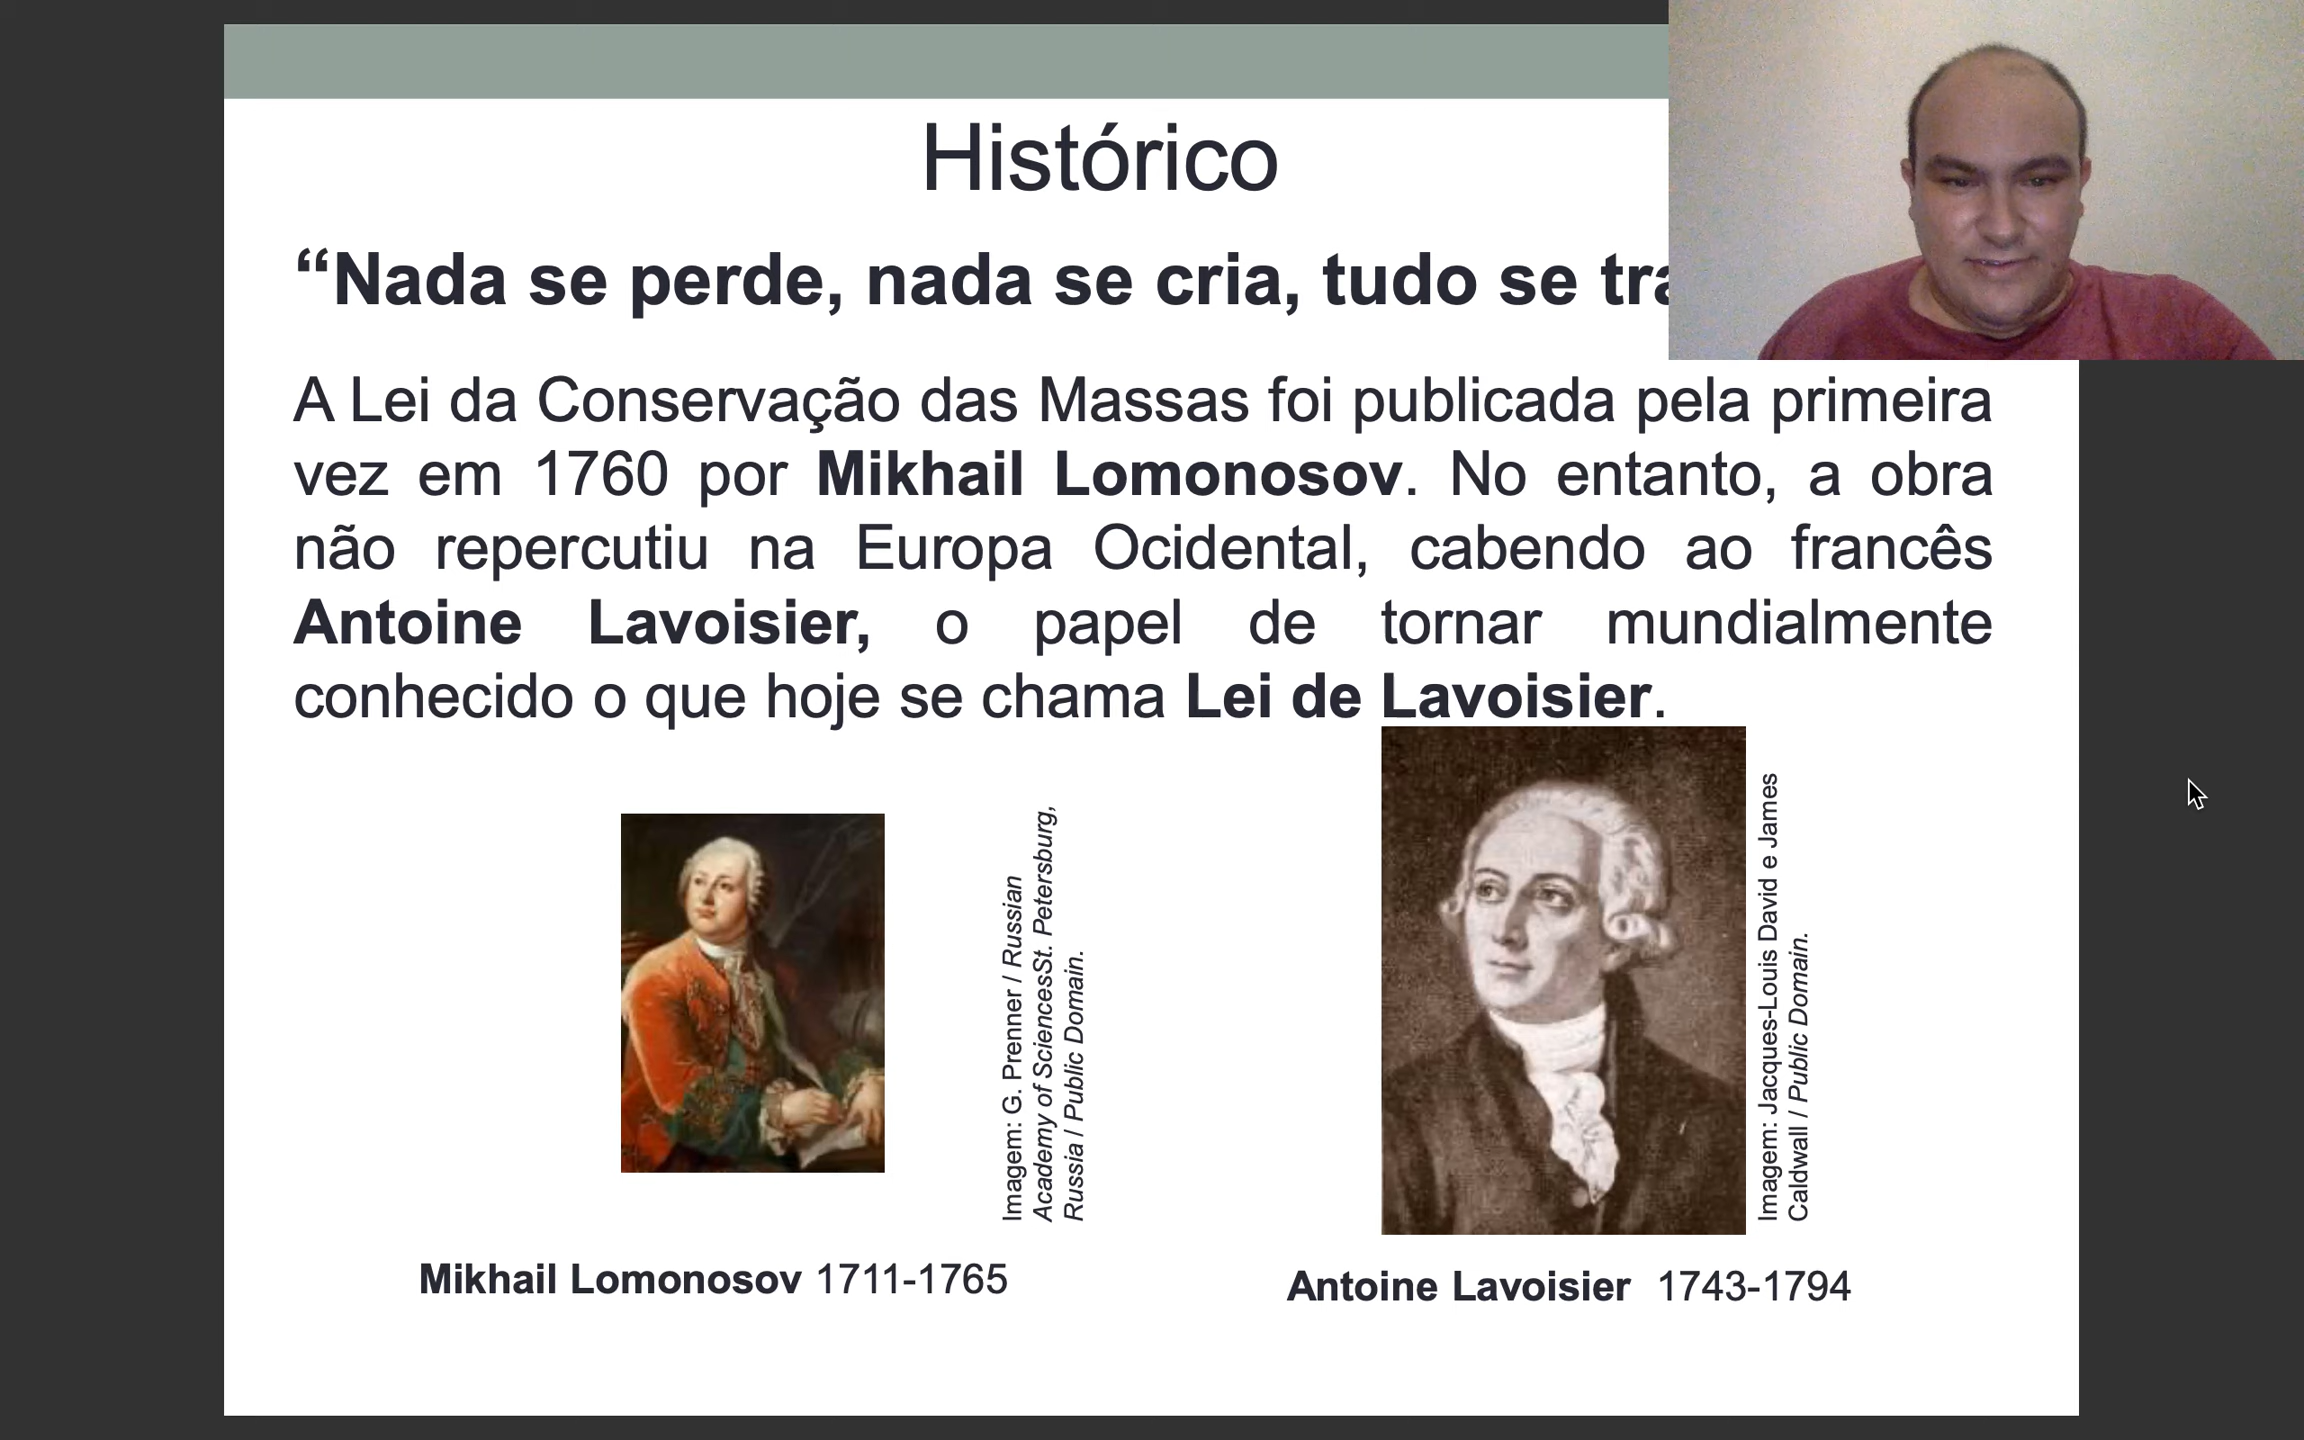 Histórico
“Nada se perde, nada se cria, tudo se
A Lei da Conservação das Massas foi publicada pela primeira
vez em 1760 por Mikhail Lomonosov. No entanto, a obra
não repercutiu na Europa Ocidental, cabendo ao francês
Antoine Lavoisier, o papel de tornar mundialmente
conhecido o que hoje se chama Lei de Lavoisier.
Imagem: G. Prenner / Russian
Academy of SciencesSt. Petersburg,
Russia / Public Domain.
Imagem: Jacques-Louis David e James
Caldwall / Public Domain.
Mikhail Lomonosov 1711-1765
Antoine Lavoisier 1743-1794